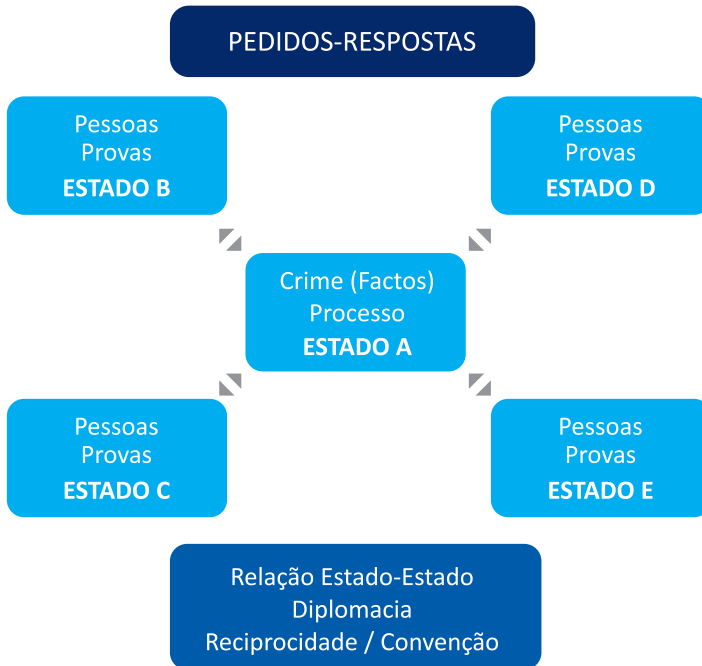 PEDIDOS-RESPOSTAS
Pessoas
Provas
ESTADO B
Pessoas
Provas
ESTADO D
Crime (Factos)
Processo
ESTADO A
Pessoas
Provas
ESTADO C
Pessoas
Provas
ESTADO E
Relação Estado-Estado
Diplomacia
Reciprocidade / Convenção